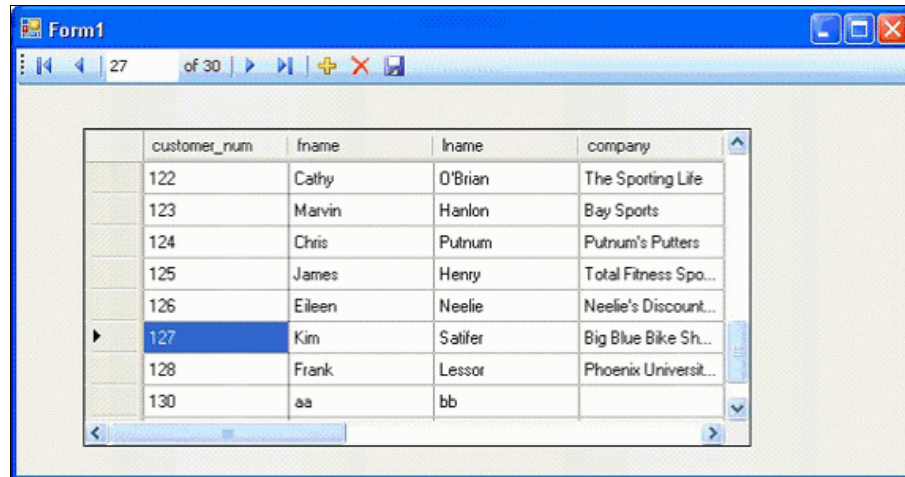 Form1
27 of 30
customer_num fname lname company
122 Cathy O'Brian The Sporting Life
123 Marvin Hanlon Bay Sports
124 Chris Putnum Putnum's Putters
125 James Henry Total Fitness Spo...
126 Eileen Neelie Neelie's Discount...
127 Kim Satifer Big Blue Bike Sh...
128 Frank Lessor Phoenix Universit...
130 aa bb